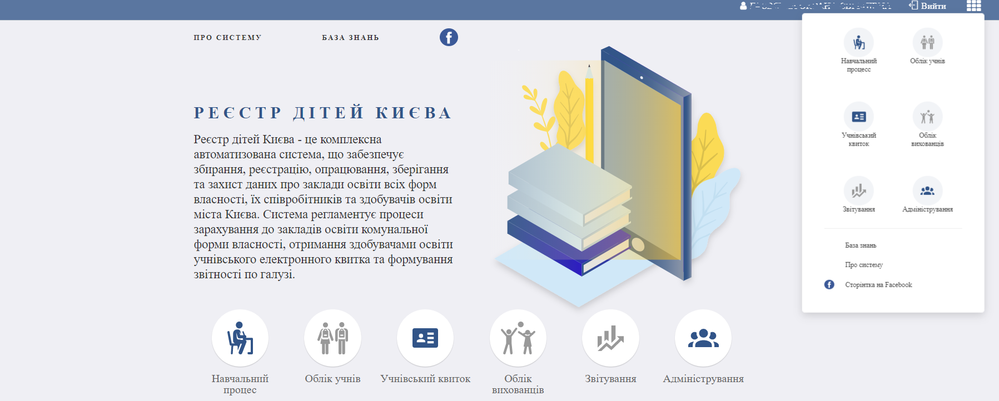 Вийти
ПРО СИСТЕМУ
БАЗА ЗНАНЬ
РЕЄСТР ДІТЕЙ КИЄВА
Реєстр дітей Києва - це комплексна
автоматизована система, що забезпечує
збирання, реєстрацію, опрацювання, зберігання
та захист даних про заклади освіти всіх форм
власності, їх співробітників та здобувачів освіти
міста Києва. Система регламентує процеси
зарахування до закладів освіти комунальної
форми власності, отримання здобувачами освіти
учнівського електронного квитка та формування
звітності по галузі.
Навчальний
процес
Облік учнів
Учнівський квиток
Облік
вихованців
Звітування
Адміністрування
Навчальний
процесс
Облік учнів
Учнівський
квиток
Облік
вихованців
Звітування
Адміністрування
База знань
Про систему
Сторінтка на Facebook